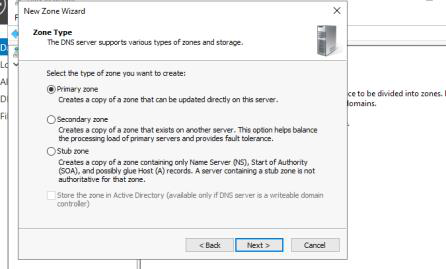 New Zone Wizard
Zone Type
The DNS server supports various types of zones and storage.
Select the type of zone you want to create:
Primary zone
Creates a copy of a zone that can be updated directly on this server.
Secondary zone
Creates a copy of a zone that exists on another server. This option helps balance
the processing load of primary servers and provides fault tolerance.
Stub zone
Creates a copy of a zone containing only Name Server (NS), Start of Authority
(SOA), and possibly glue Host (A) records. A server containing a stub zone is not
authoritative for that zone.
Store the zone in Active Directory (available only if DNS server is a writeable domain
controller)
< Back
Next >
Cancel
ce to be divided into zones.
omains.